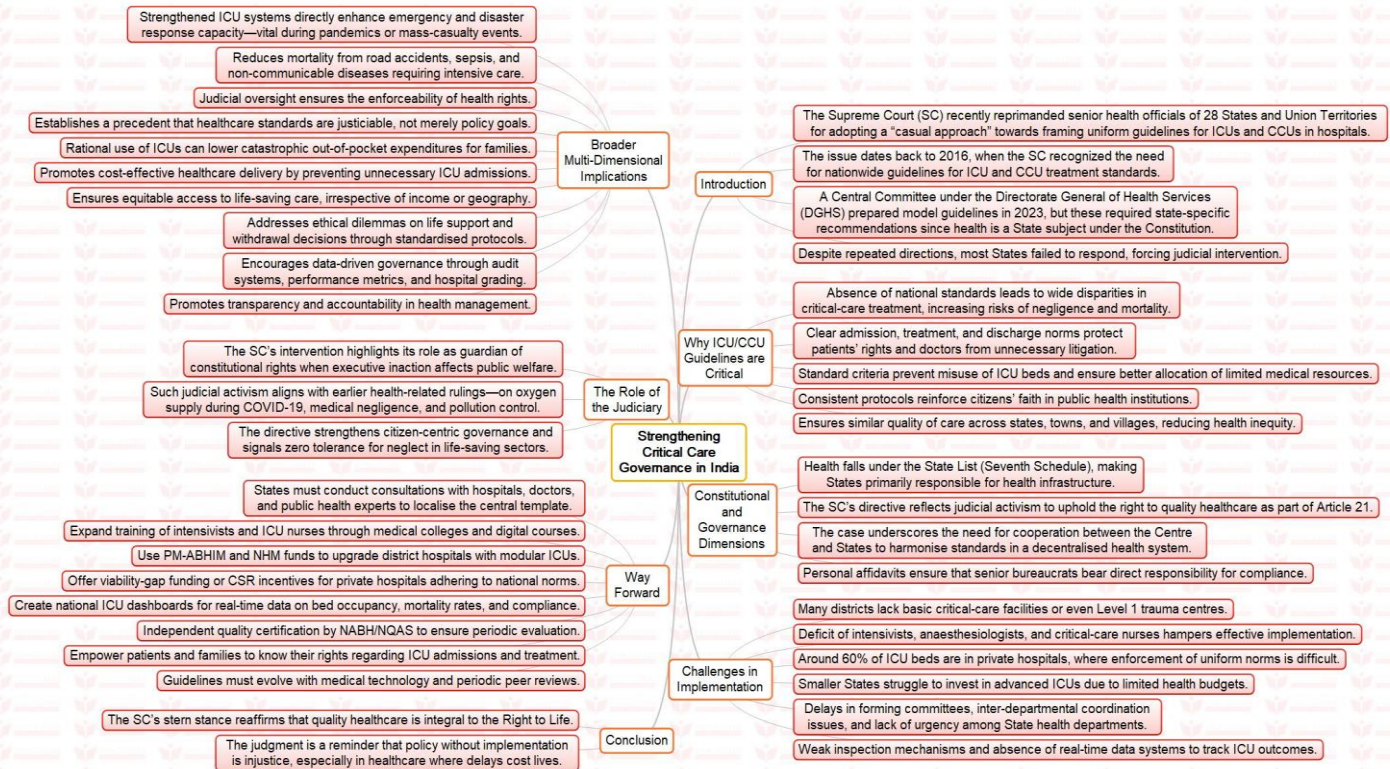 Strengthening
Critical Care
Governance in India
Introduction
The Supreme Court (SC) recently reprimanded senior health officials of 28 States and Union Territories
for adopting a “casual approach” towards framing uniform guidelines for ICUs and CCUs in hospitals.
The issue dates back to 2016, when the SC recognized the need
for nationwide guidelines for ICU and CCU treatment standards.
A Central Committee under the Directorate General of Health Services
(DGHS) prepared model guidelines in 2023, but these required state-specific
recommendations since health is a State subject under the Constitution.
Despite repeated directions, most States failed to respond, forcing judicial intervention.
Why ICU/CCU
Guidelines are
Critical
Absence of national standards leads to wide disparities in
critical-care treatment, increasing risks of negligence and mortality.
Clear admission, treatment, and discharge norms protect
patients’ rights and doctors from unnecessary litigation.
Standard criteria prevent misuse of ICU beds and ensure better allocation of limited medical resources.
Consistent protocols reinforce citizens’ faith in public health institutions.
Ensures similar quality of care across states, towns, and villages, reducing health inequity.
Constitutional
and
Governance
Dimensions
Health falls under the State List (Seventh Schedule), making
States primarily responsible for health infrastructure.
The SC’s directive reflects judicial activism to uphold the right to quality healthcare as part of Article 21.
The case underscores the need for cooperation between the Centre
and States to harmonise standards in a decentralised health system.
Personal affidavits ensure that senior bureaucrats bear direct responsibility for compliance.
Challenges in
Implementation
Many districts lack basic critical-care facilities or even Level 1 trauma centres.
Deficit of intensivists, anaesthesiologists, and critical-care nurses hampers effective implementation.
Around 60% of ICU beds are in private hospitals, where enforcement of uniform norms is difficult.
Smaller States struggle to invest in advanced ICUs due to limited health budgets.
Delays in forming committees, inter-departmental coordination
issues, and lack of urgency among State health departments.
Weak inspection mechanisms and absence of real-time data systems to track ICU outcomes.
Broader
Multi-Dimensional
Implications
Strengthened ICU systems directly enhance emergency and disaster
response capacity—vital during pandemics or mass-casualty events.
Reduces mortality from road accidents, sepsis, and
non-communicable diseases requiring intensive care.
Judicial oversight ensures the enforceability of health rights.
Establishes a precedent that healthcare standards are justiciable, not merely policy goals.
Rational use of ICUs can lower catastrophic out-of-pocket expenditures for families.
Promotes cost-effective healthcare delivery by preventing unnecessary ICU admissions.
Ensures equitable access to life-saving care, irrespective of income or geography.
Addresses ethical dilemmas on life support and
withdrawal decisions through standardised protocols.
Encourages data-driven governance through audit
systems, performance metrics, and hospital grading.
Promotes transparency and accountability in health management.
The Role of
the Judiciary
The SC’s intervention highlights its role as guardian of
constitutional rights when executive inaction affects public welfare.
Such judicial activism aligns with earlier health-related rulings—on oxygen
supply during COVID-19, medical negligence, and pollution control.
The directive strengthens citizen-centric governance and
signals zero tolerance for neglect in life-saving sectors.
Way
Forward
States must conduct consultations with hospitals, doctors,
and public health experts to localise the central template.
Expand training of intensivists and ICU nurses through medical colleges and digital courses.
Use PM-ABHIM and NHM funds to upgrade district hospitals with modular ICUs.
Offer viability-gap funding or CSR incentives for private hospitals adhering to national norms.
Create national ICU dashboards for real-time data on bed occupancy, mortality rates, and compliance.
Independent quality certification by NABH/NQAS to ensure periodic evaluation.
Empower patients and families to know their rights regarding ICU admissions and treatment.
Guidelines must evolve with medical technology and periodic peer reviews.
Conclusion
The SC’s stern stance reaffirms that quality healthcare is integral to the Right to Life.
The judgment is a reminder that policy without implementation
is injustice, especially in healthcare where delays cost lives.